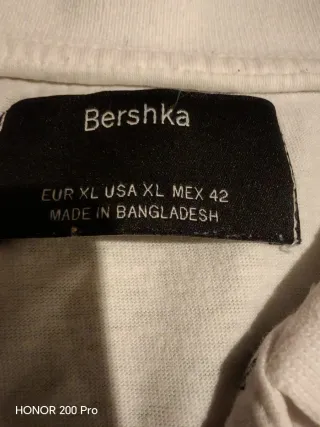 Bershka
EUR XL USA XL MEX 42
MADE IN BANGLADESH
HONOR 200 Pro